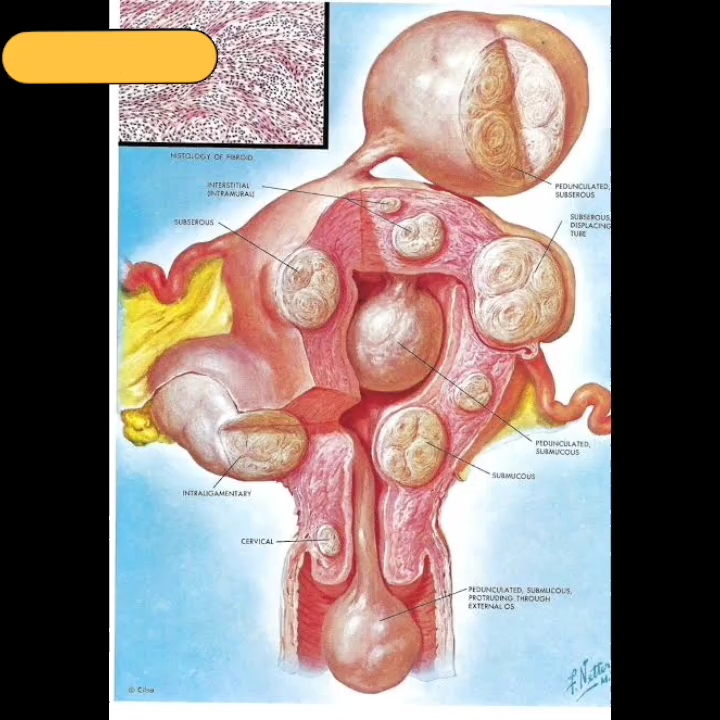 HISTOLOGY OF FIBROID
INTERSTITIAL
(INTRAMURAL)
SUBSEROUS
PEDUNCULATED,
SUBSEROUS
SUBSEROUS,
DISPLACING
TUBE
PEDUNCULATED,
SUBMUCOUS
SUBMUCOUS
INTRALIGAMENTARY
CERVICAL
PEDUNCULATED, SUBMUCOUS,
PROTRUDING THROUGH
EXTERNAL OS
© Ciba
F. Netter